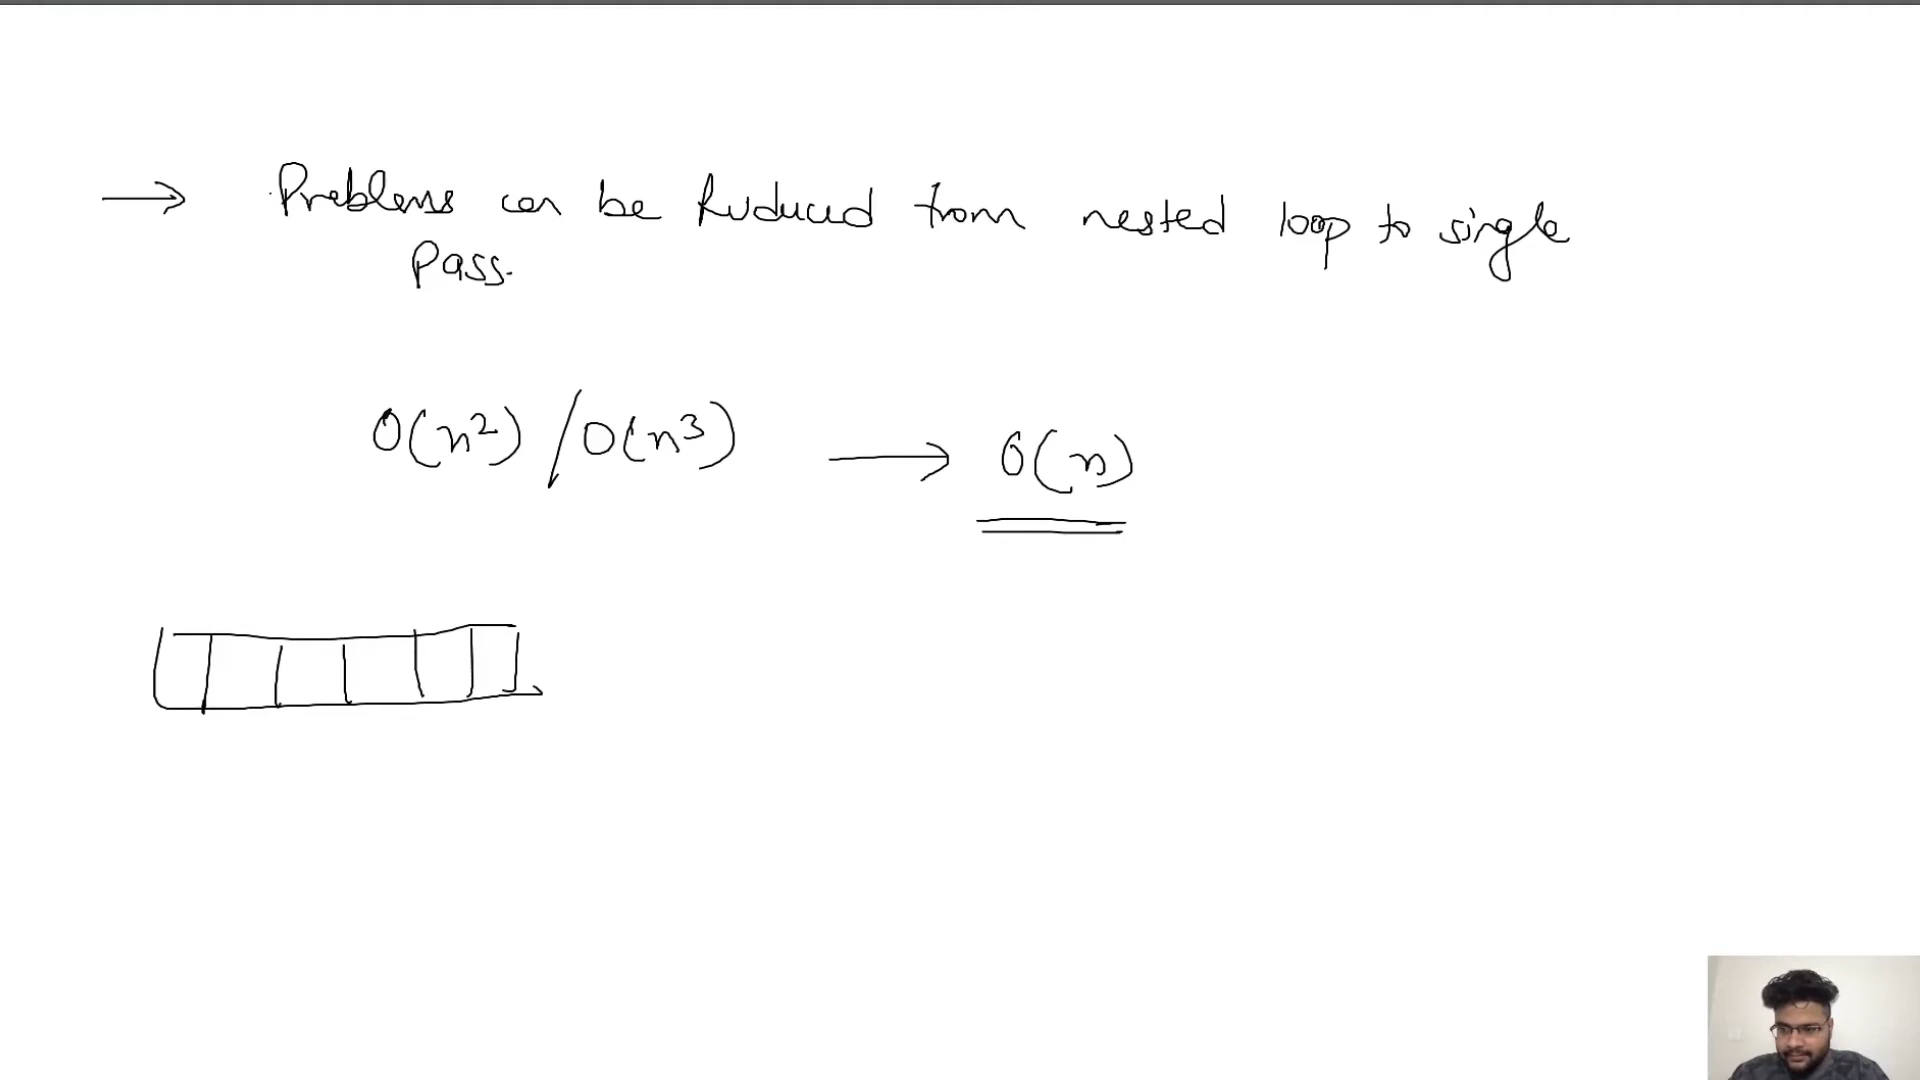 → Problems can be Reduced from nested loop to single
Pass.
O(n²) / O(n³) → O(n)